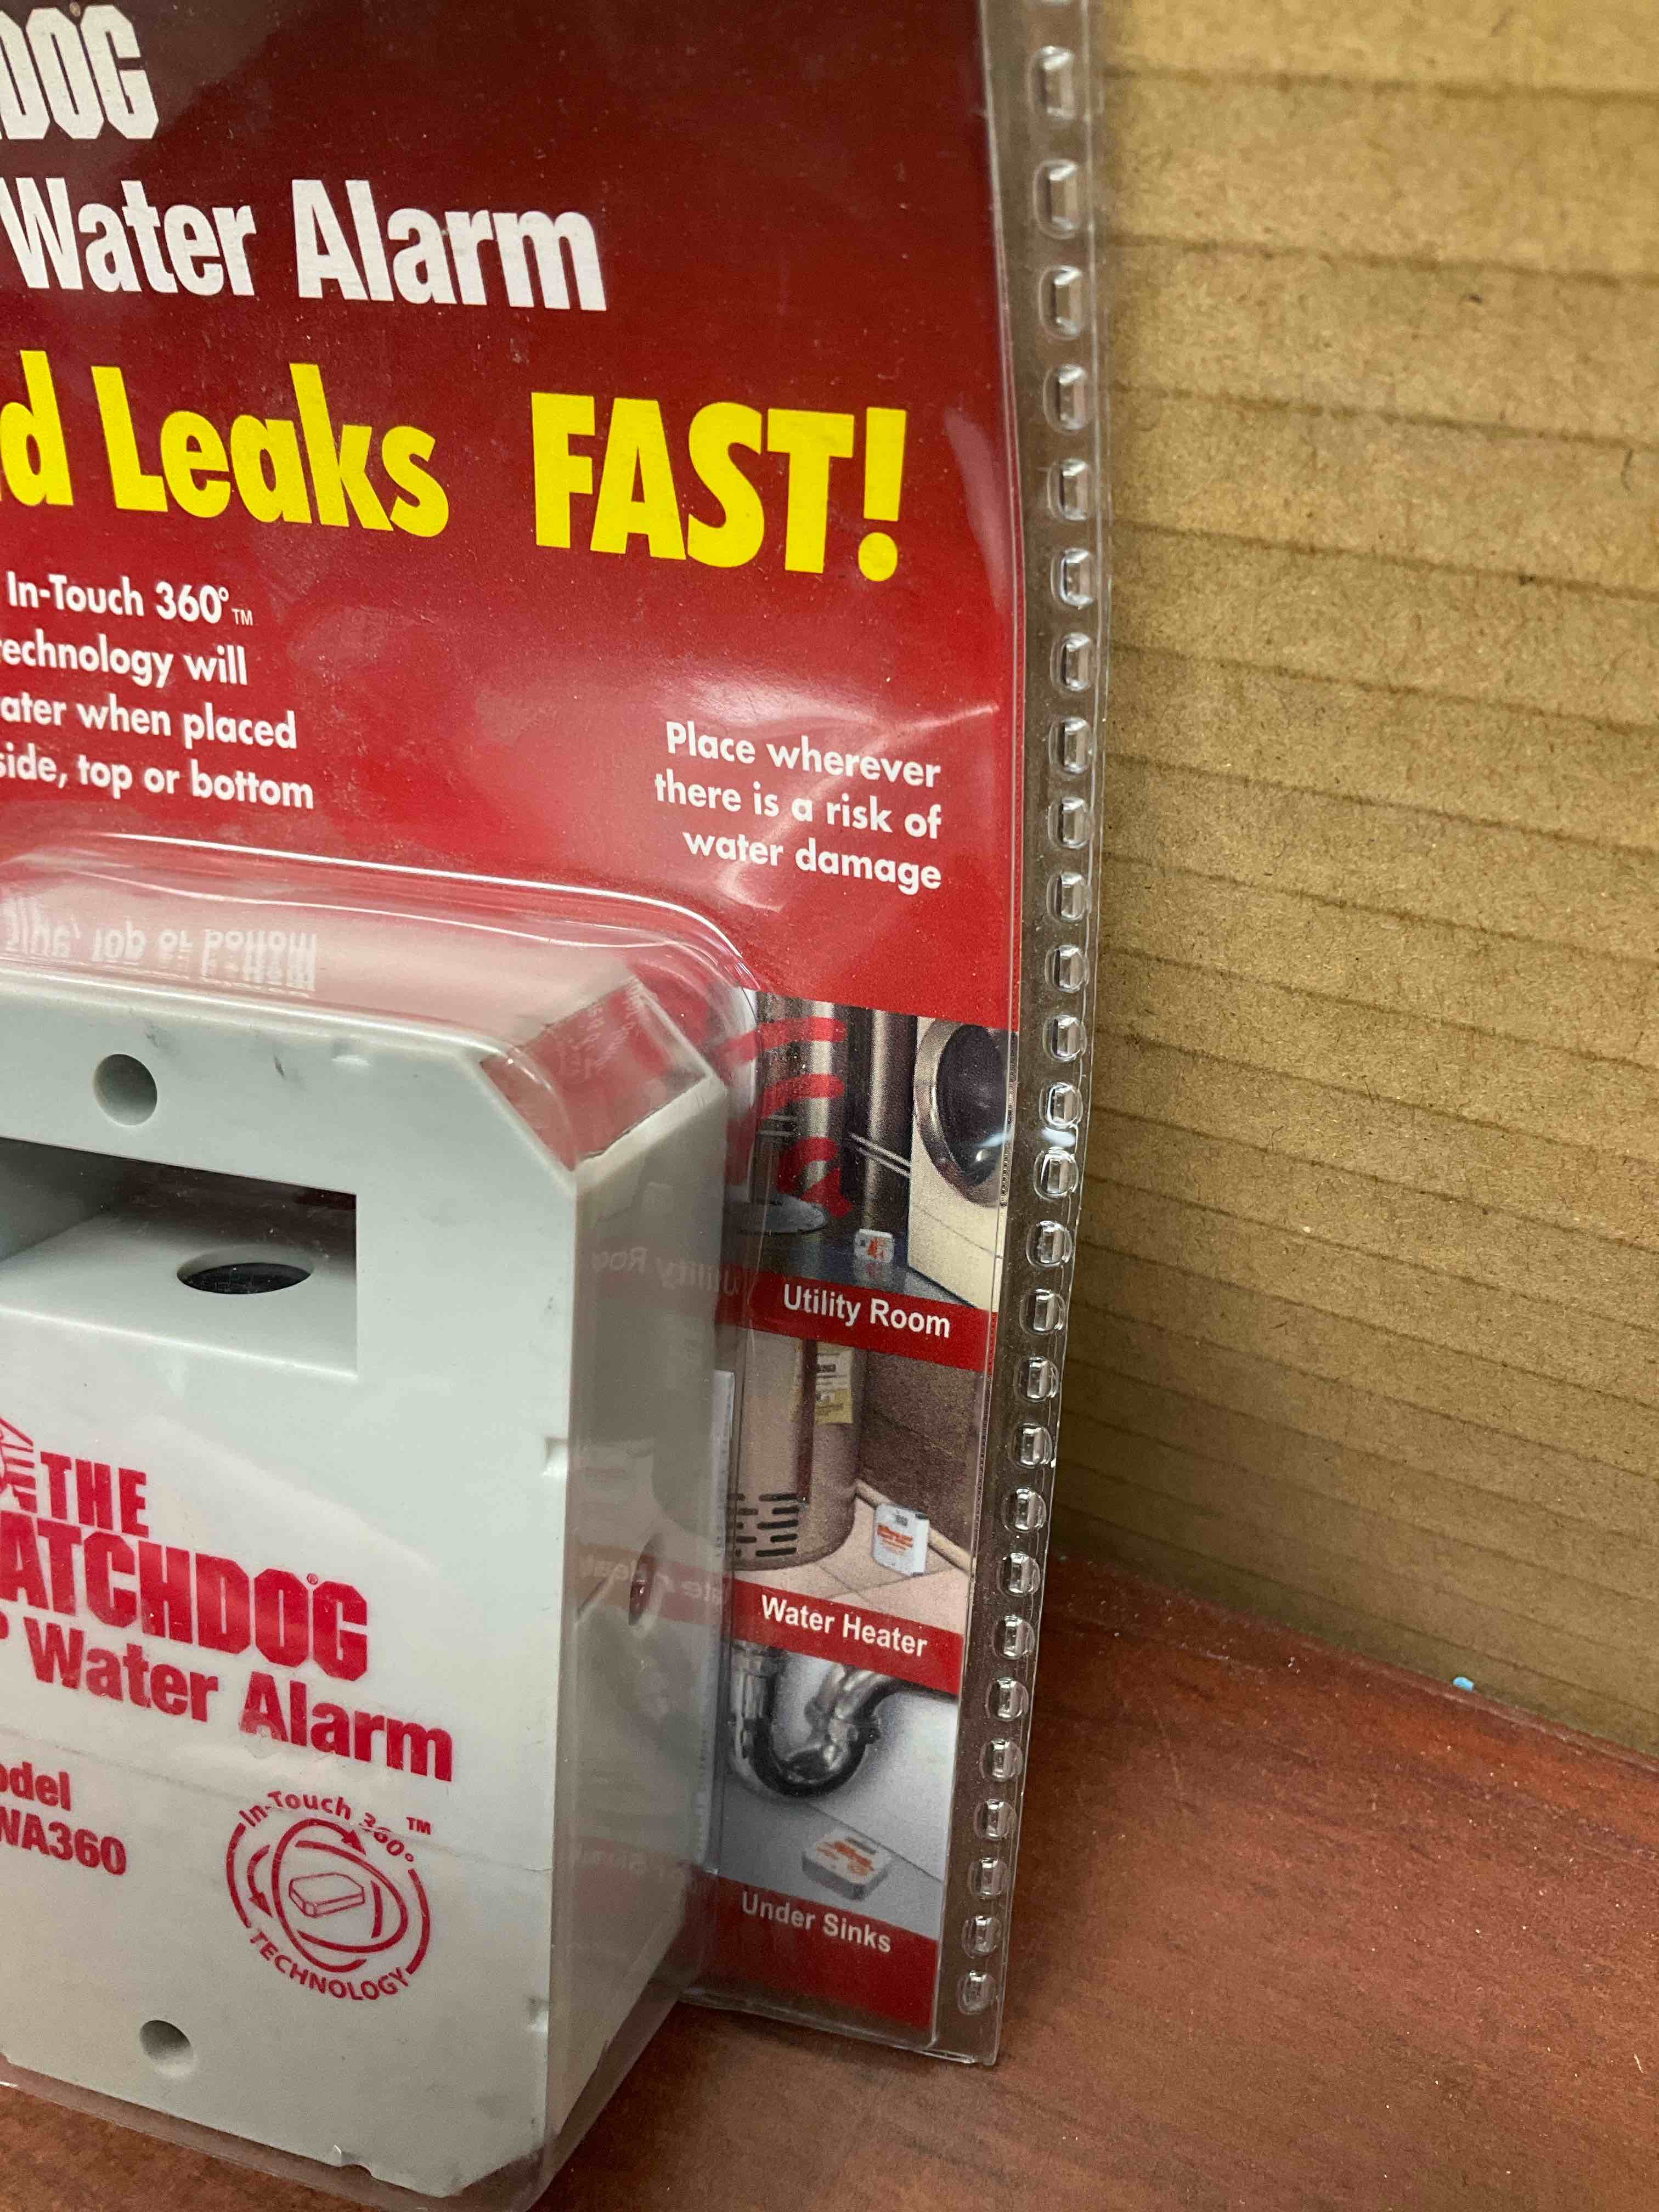 DOG®
Water Alarm
d Leaks FAST!
In-Touch 360°™
technology will
ater when placed
side, top or bottom
Place wherever
there is a risk of
water damage
Utility Room
Water Heater
Under Sinks
THE
ATCHDOG®
Water Alarm
odel
WA360
In-Touch 360°™
TECHNOLOGY